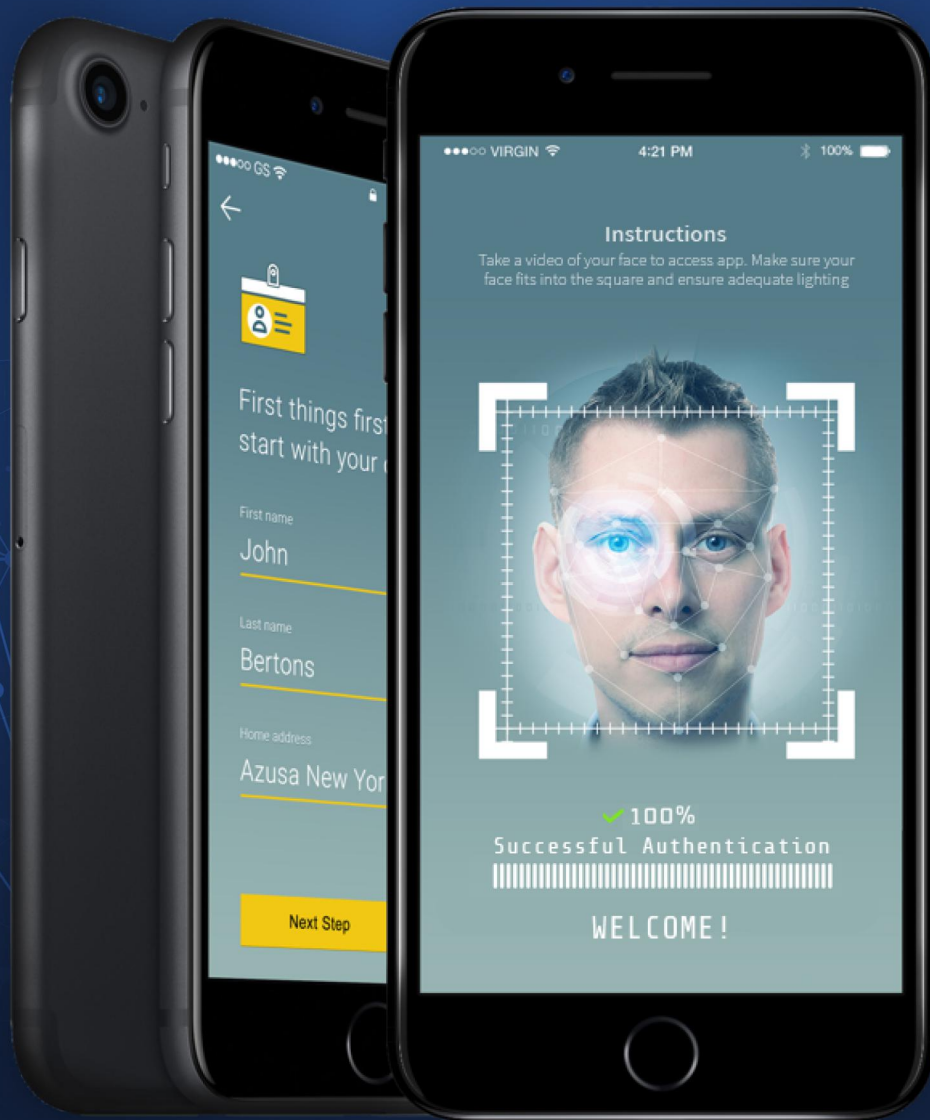 GS
First things first
start with your
First name
John
Last name
Bertons
Home address
Azusa New Yor
Next Step
VIRGIN 4:21 PM 100%
Instructions
Take a video of your face to access app. Make sure your
face fits into the square and ensure adequate lighting
100%
Successful Authentication
WELCOME!